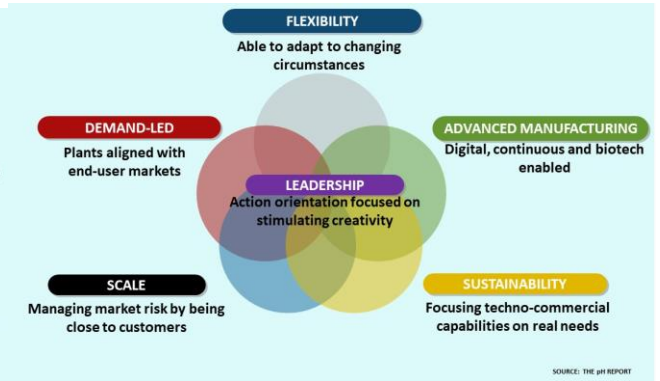 FLEXIBILITY
Able to adapt to changing
circumstances
DEMAND-LED
Plants aligned with
end-user markets
ADVANCED MANUFACTURING
Digital, continuous and biotech
enabled
LEADERSHIP
Action orientation focused on
stimulating creativity
SCALE
Managing market risk by being
close to customers
SUSTAINABILITY
Focusing techno-commercial
capabilities on real needs
SOURCE: THE pH REPORT